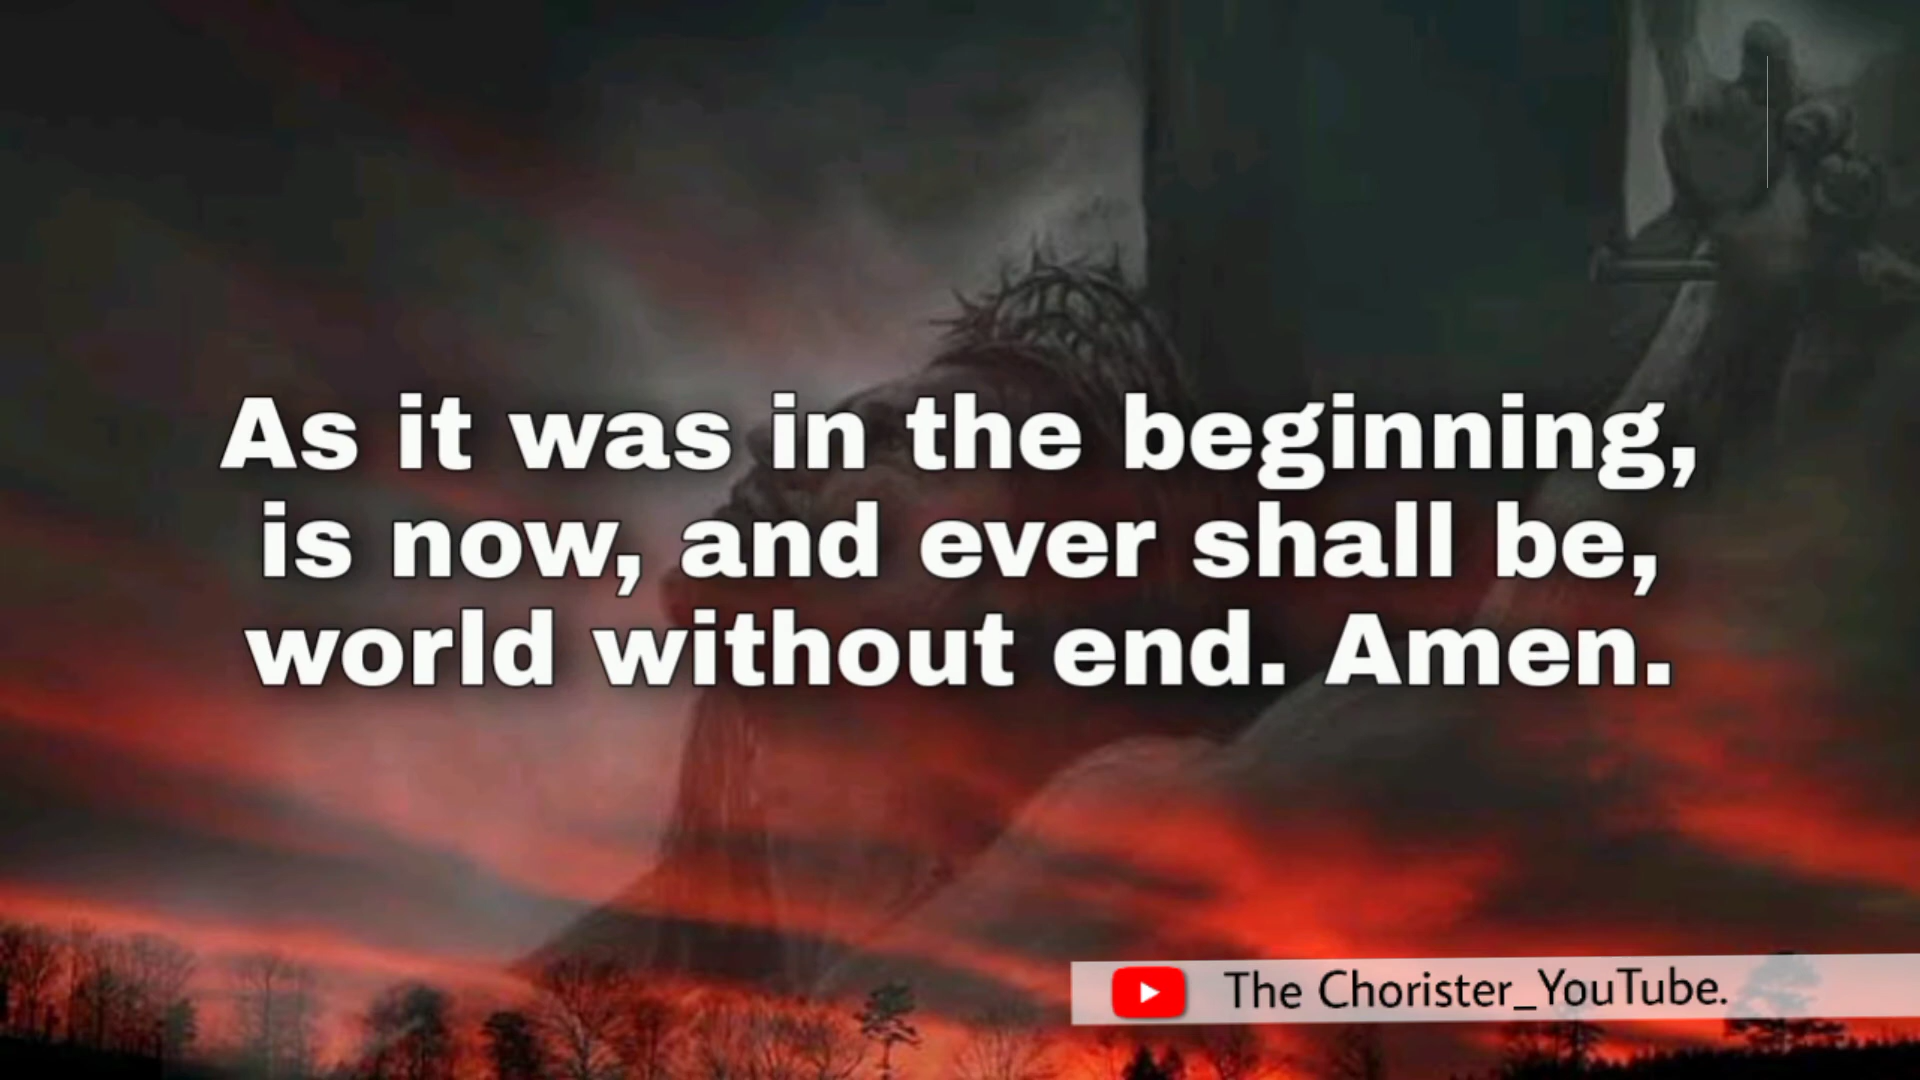 As it was in the beginning,
is now, and ever shall be,
world without end. Amen.
The Chorister_YouTube.